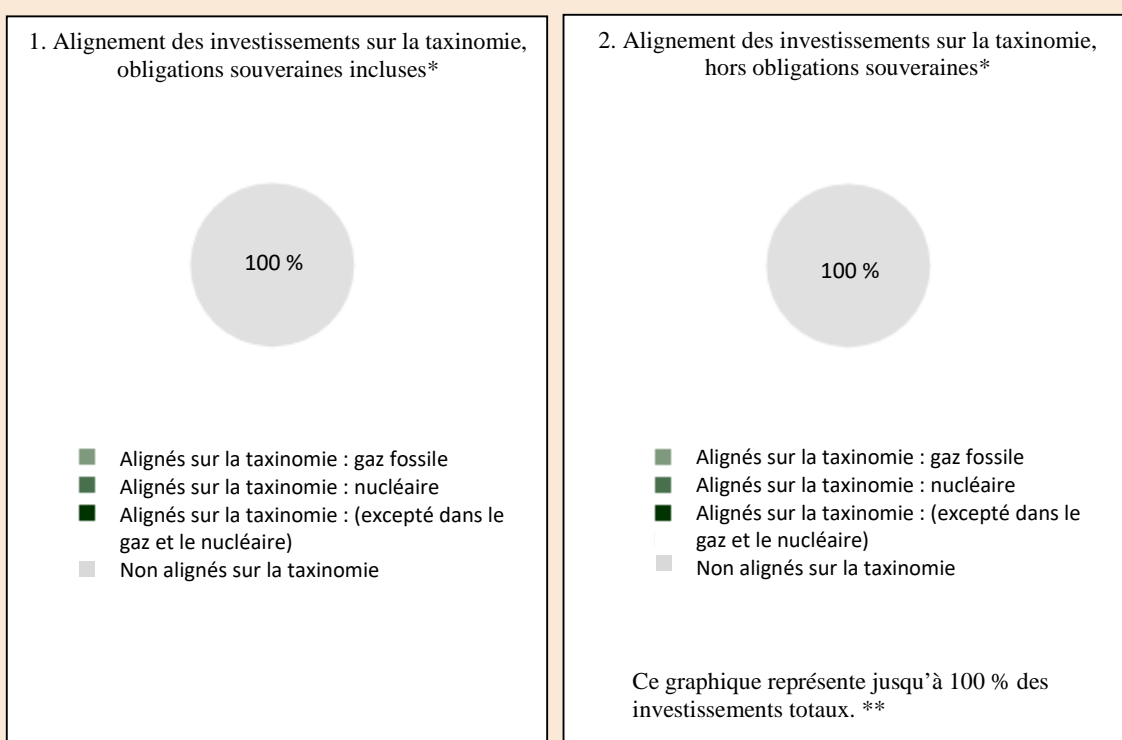 1. Alignement des investissements sur la taxinomie,
obligations souveraines incluses*
100 %
Alignés sur la taxinomie : gaz fossile
Alignés sur la taxinomie : nucléaire
Alignés sur la taxinomie : (excepté dans le
gaz et le nucléaire)
Non alignés sur la taxinomie
2. Alignement des investissements sur la taxinomie,
hors obligations souveraines*
100 %
Alignés sur la taxinomie : gaz fossile
Alignés sur la taxinomie : nucléaire
Alignés sur la taxinomie : (excepté dans le
gaz et le nucléaire)
Non alignés sur la taxinomie
Ce graphique représente jusqu’à 100 % des
investissements totaux. **